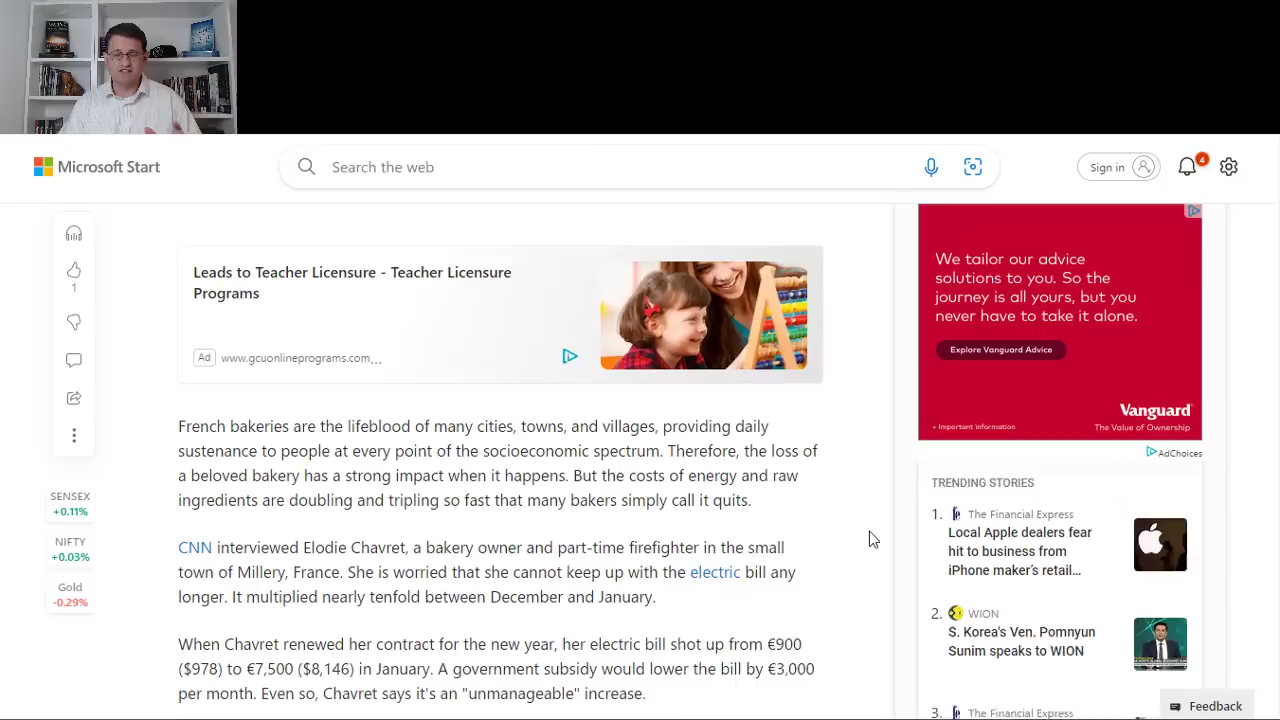 Microsoft Start
Search the web
Sign in
4
1
SENSEX
+0.11%
NIFTY
+0.03%
Gold
-0.29%
Leads to Teacher Licensure - Teacher Licensure
Programs
Ad www.gcuonlineprograms.com...
French bakeries are the lifeblood of many cities, towns, and villages, providing daily
sustenance to people at every point of the socioeconomic spectrum. Therefore, the loss of
a beloved bakery has a strong impact when it happens. But the costs of energy and raw
ingredients are doubling and tripling so fast that many bakers simply call it quits.
CNN interviewed Elodie Chavret, a bakery owner and part-time firefighter in the small
town of Millery, France. She is worried that she cannot keep up with the electric bill any
longer. It multiplied nearly tenfold between December and January.
When Chavret renewed her contract for the new year, her electric bill shot up from €900
($978) to €7,500 ($8,146) in January. A government subsidy would lower the bill by €3,000
per month. Even so, Chavret says it's an "unmanageable" increase.
We tailor our advice
solutions to you. So the
journey is all yours, but you
never have to take it alone.
Explore Vanguard Advice
Vanguard
+ Important information
The Value of Ownership
AdChoices
TRENDING STORIES
1. The Financial Express
Local Apple dealers fear
hit to business from
iPhone maker's retail...
2. WION
S. Korea's Ven. Pomnyun
Sunim speaks to WION
3. The Financial Express
Feedback